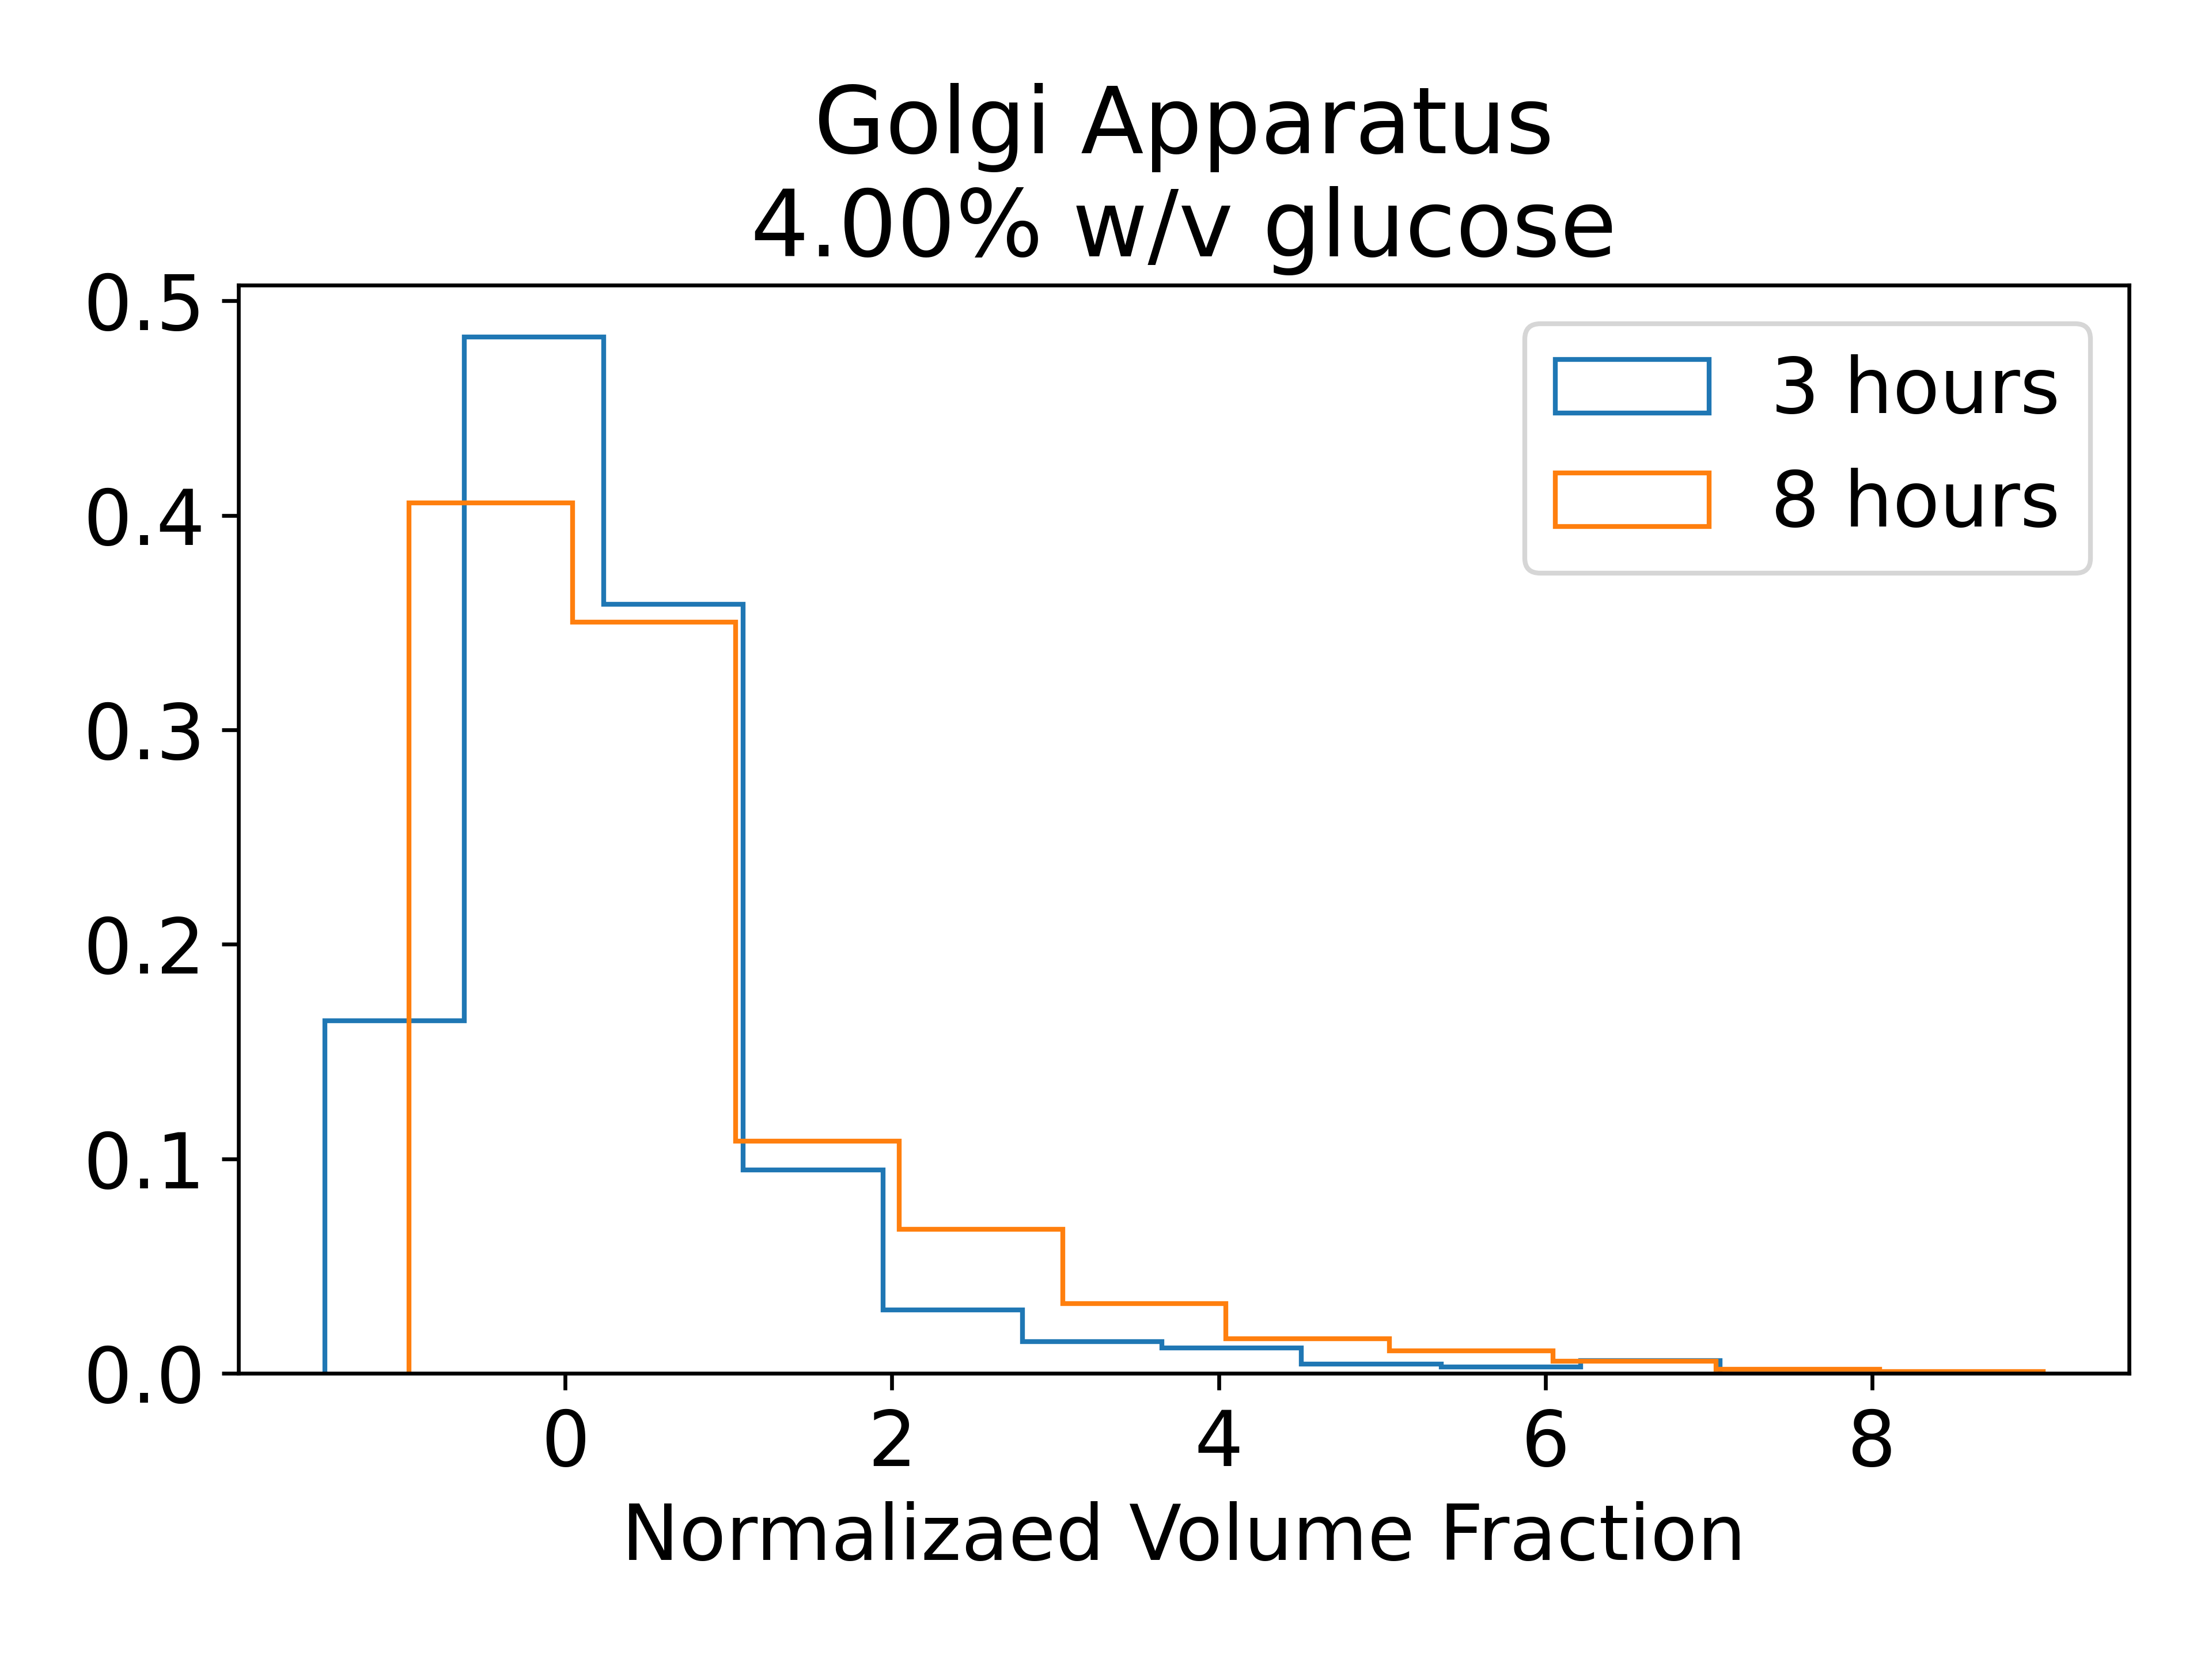 Golgi Apparatus
4.00% w/v glucose
0.5
0.4
0.3
0.2
0.1
0.0
3 hours
8 hours
0 2 4 6 8
Normalizaed Volume Fraction